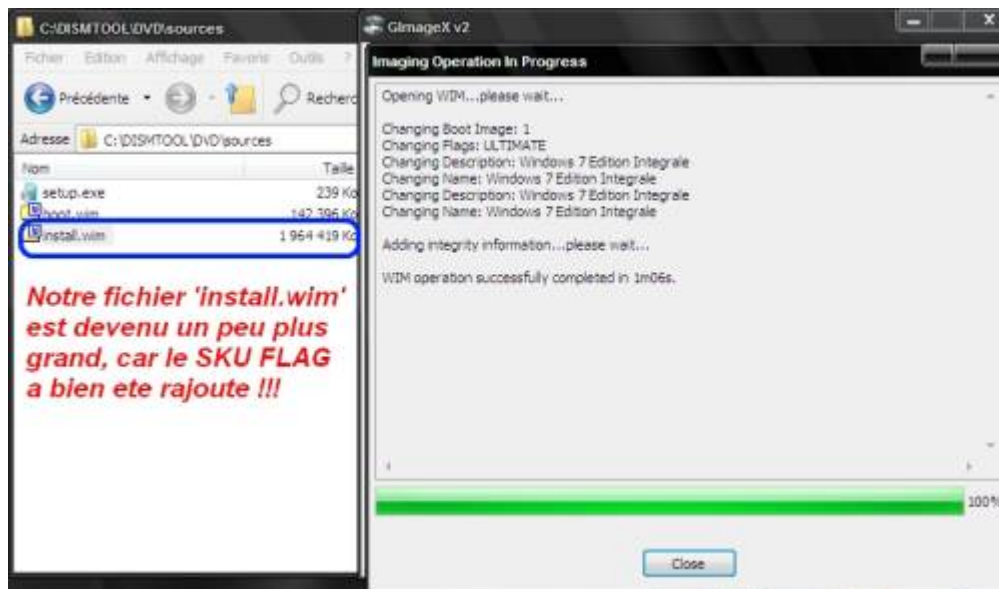 C:\DISMTOOL\DVD\sources
Fichier Edition Affichage Favoris Outils ?
Précédente
Adresse C:\DISMTOOL\DVD\sources
Nom Taille
setup.exe 239 Ko
boot.wim 142 396 Ko
install.wim 1 964 419 Ko
Notre fichier 'install.wim'
est devenu un peu plus
grand, car le SKU FLAG
a bien ete rajoute !!!
GImageX v2
Imaging Operation In Progress
Opening WIM...please wait...
Changing Boot Image: 1
Changing Flags: ULTIMATE
Changing Description: Windows 7 Edition Integrale
Changing Name: Windows 7 Edition Integrale
Changing Description: Windows 7 Edition Integrale
Changing Name: Windows 7 Edition Integrale
Adding integrity information...please wait...
WIM operation successfully completed in 1m06s.
100%
Close